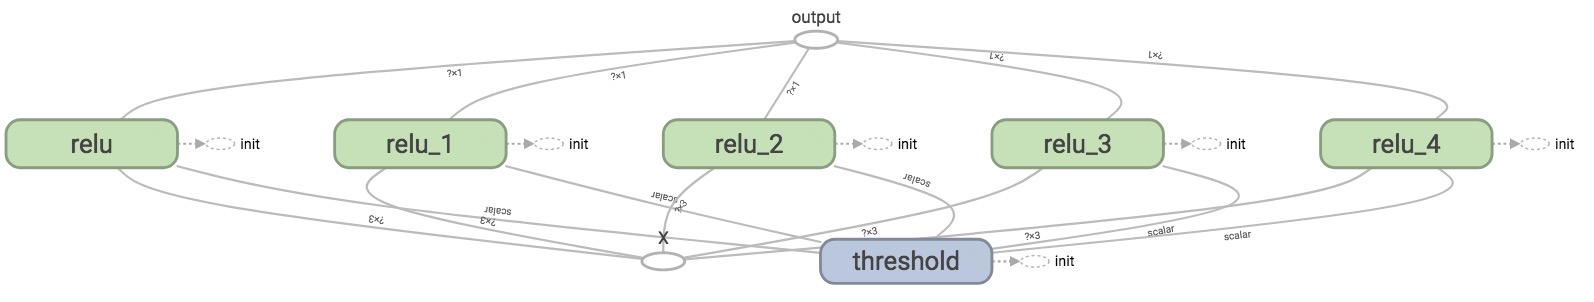 output
?×1
?×1
?×1
?×1
?×1
relu
init
relu_1
init
relu_2
init
relu_3
init
relu_4
init
scalar
scalar
scalar
?×3
?×3
?×3
?×3
?×3
scalar
scalar
X
threshold
init